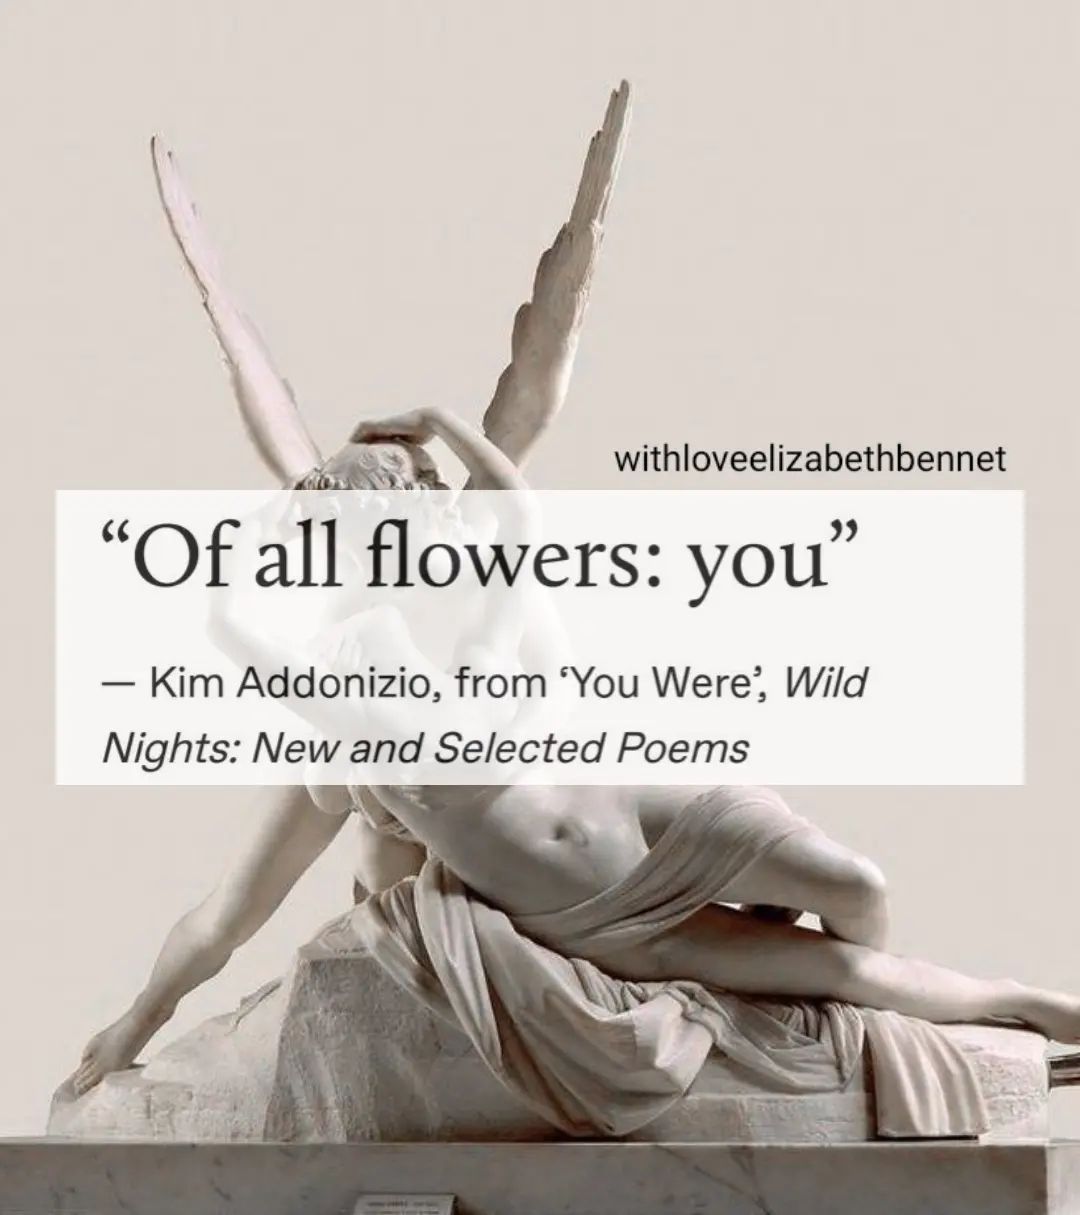 withloveelizabethbennet
“Of all flowers: you”
— Kim Addonizio, from ‘You Were’, Wild
Nights: New and Selected Poems